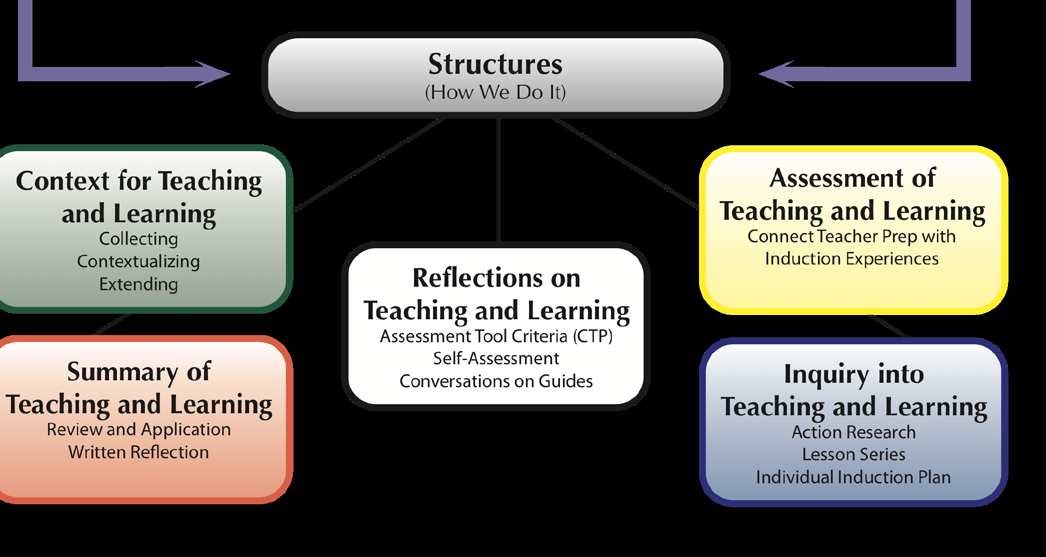 Structures
(How We Do It)
Context for Teaching
and Learning
Collecting
Contextualizing
Extending
Summary of
Teaching and Learning
Review and Application
Written Reflection
Reflections on
Teaching and Learning
Assessment Tool Criteria (CTP)
Self-Assessment
Conversations on Guides
Assessment of
Teaching and Learning
Connect Teacher Prep with
Induction Experiences
Inquiry into
Teaching and Learning
Action Research
Lesson Series
Individual Induction Plan